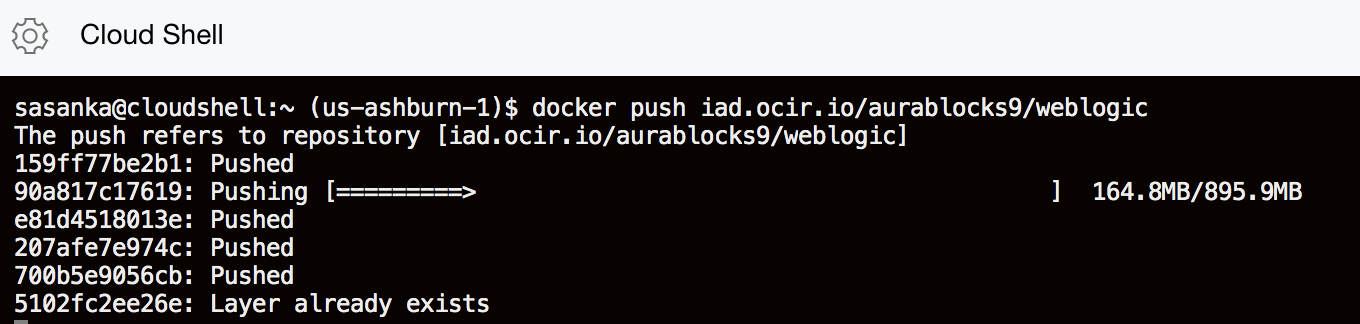 Cloud Shell
sasanka@cloudshell:~ (us-ashburn-1)$ docker push iad.ocir.io/aurablocks9/weblogic
The push refers to repository [iad.ocir.io/aurablocks9/weblogic]
159ff77be2b1: Pushed
90a817c17619: Pushing [=========>                                         ]  164.8MB/895.9MB
e81d4518013e: Pushed
207afe7e974c: Pushed
700b5e9056cb: Pushed
5102fc2ee26e: Layer already exists